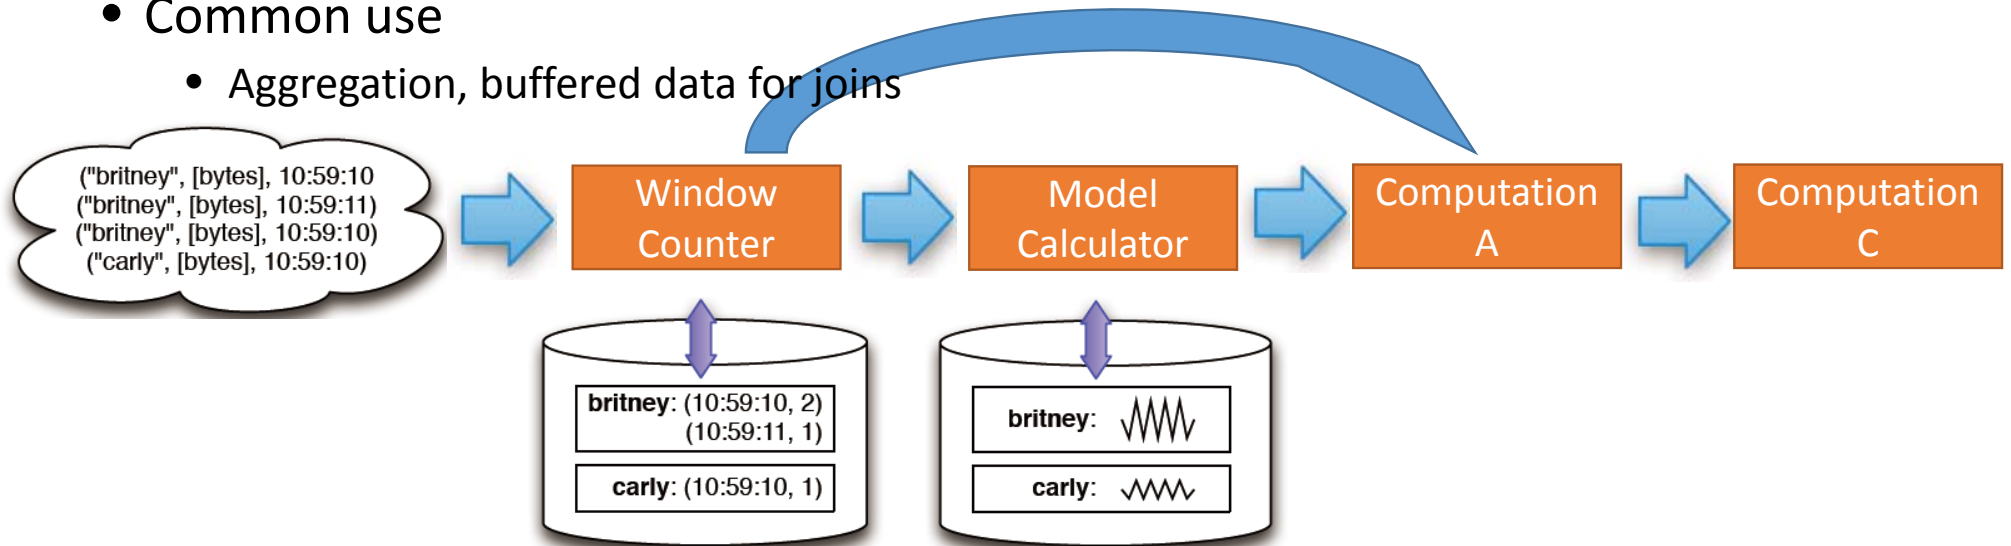 • Common use
• Aggregation, buffered data for joins
("britney", [bytes], 10:59:10
("britney", [bytes], 10:59:11)
("britney", [bytes], 10:59:10)
("carly", [bytes], 10:59:10)
Window
Counter
Model
Calculator
Computation
A
Computation
C
britney: (10:59:10, 2)
(10:59:11, 1)
carly: (10:59:10, 1)
britney:
carly: